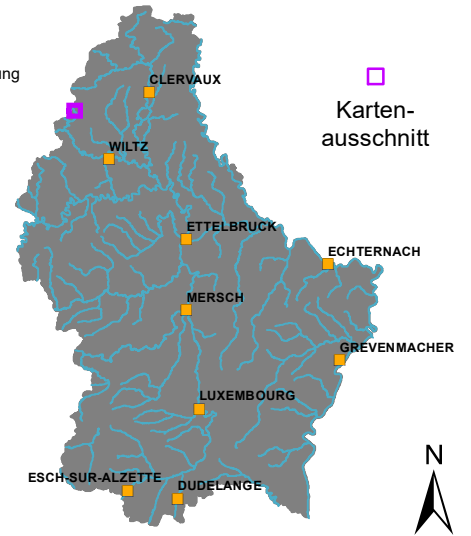 ung
CLERVAUX
Karten-
ausschnitt
WILTZ
ETTELBRUCK
ECHTERNACH
MERSCH
GREVENMACHER
LUXEMBOURG
N
ESCH-SUR-ALZETTE
DUDELANGE